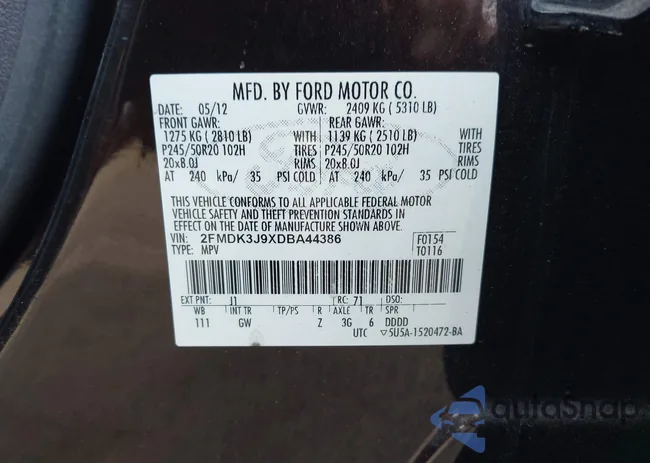 MFD. BY FORD MOTOR CO.
DATE: 05/12 GVWR: 2409 KG ( 5310 LB)
FRONT GAWR: REAR GAWR:
1275 KG ( 2810 LB) WITH 1139 KG ( 2510 LB) WITH
P245/50R20 102H TIRES P245/50R20 102H TIRES
20x8.0J RIMS 20x8.0J RIMS
AT 240 kPa/ 35 PSI COLD AT 240 kPa/ 35 PSI COLD
THIS VEHICLE CONFORMS TO ALL APPLICABLE FEDERAL MOTOR
VEHICLE SAFETY AND THEFT PREVENTION STANDARDS IN
EFFECT ON THE DATE OF MANUFACTURE SHOWN ABOVE.
VIN: 2FMDK3J9XDBA44386 F0154
TYPE: MPV T0116
EXT PNT: J1 RC: 71 DSO:
WB INT TR TP/PS R AXLE TR SPR
111 GW Z 3G 6 DDDD
UTC ▽5U5A-1520472-BA
autoSnap